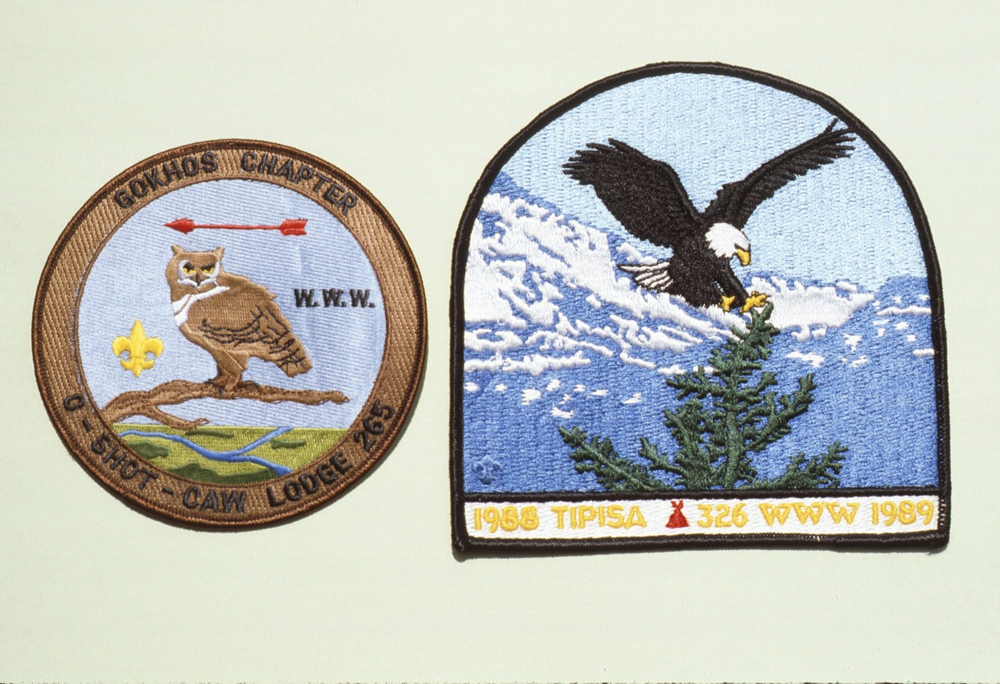 GOKHOS CHAPTER
W.W.W.
O-SHOT-CAW LODGE 265
1988 TIPISA 326 WWW 1989